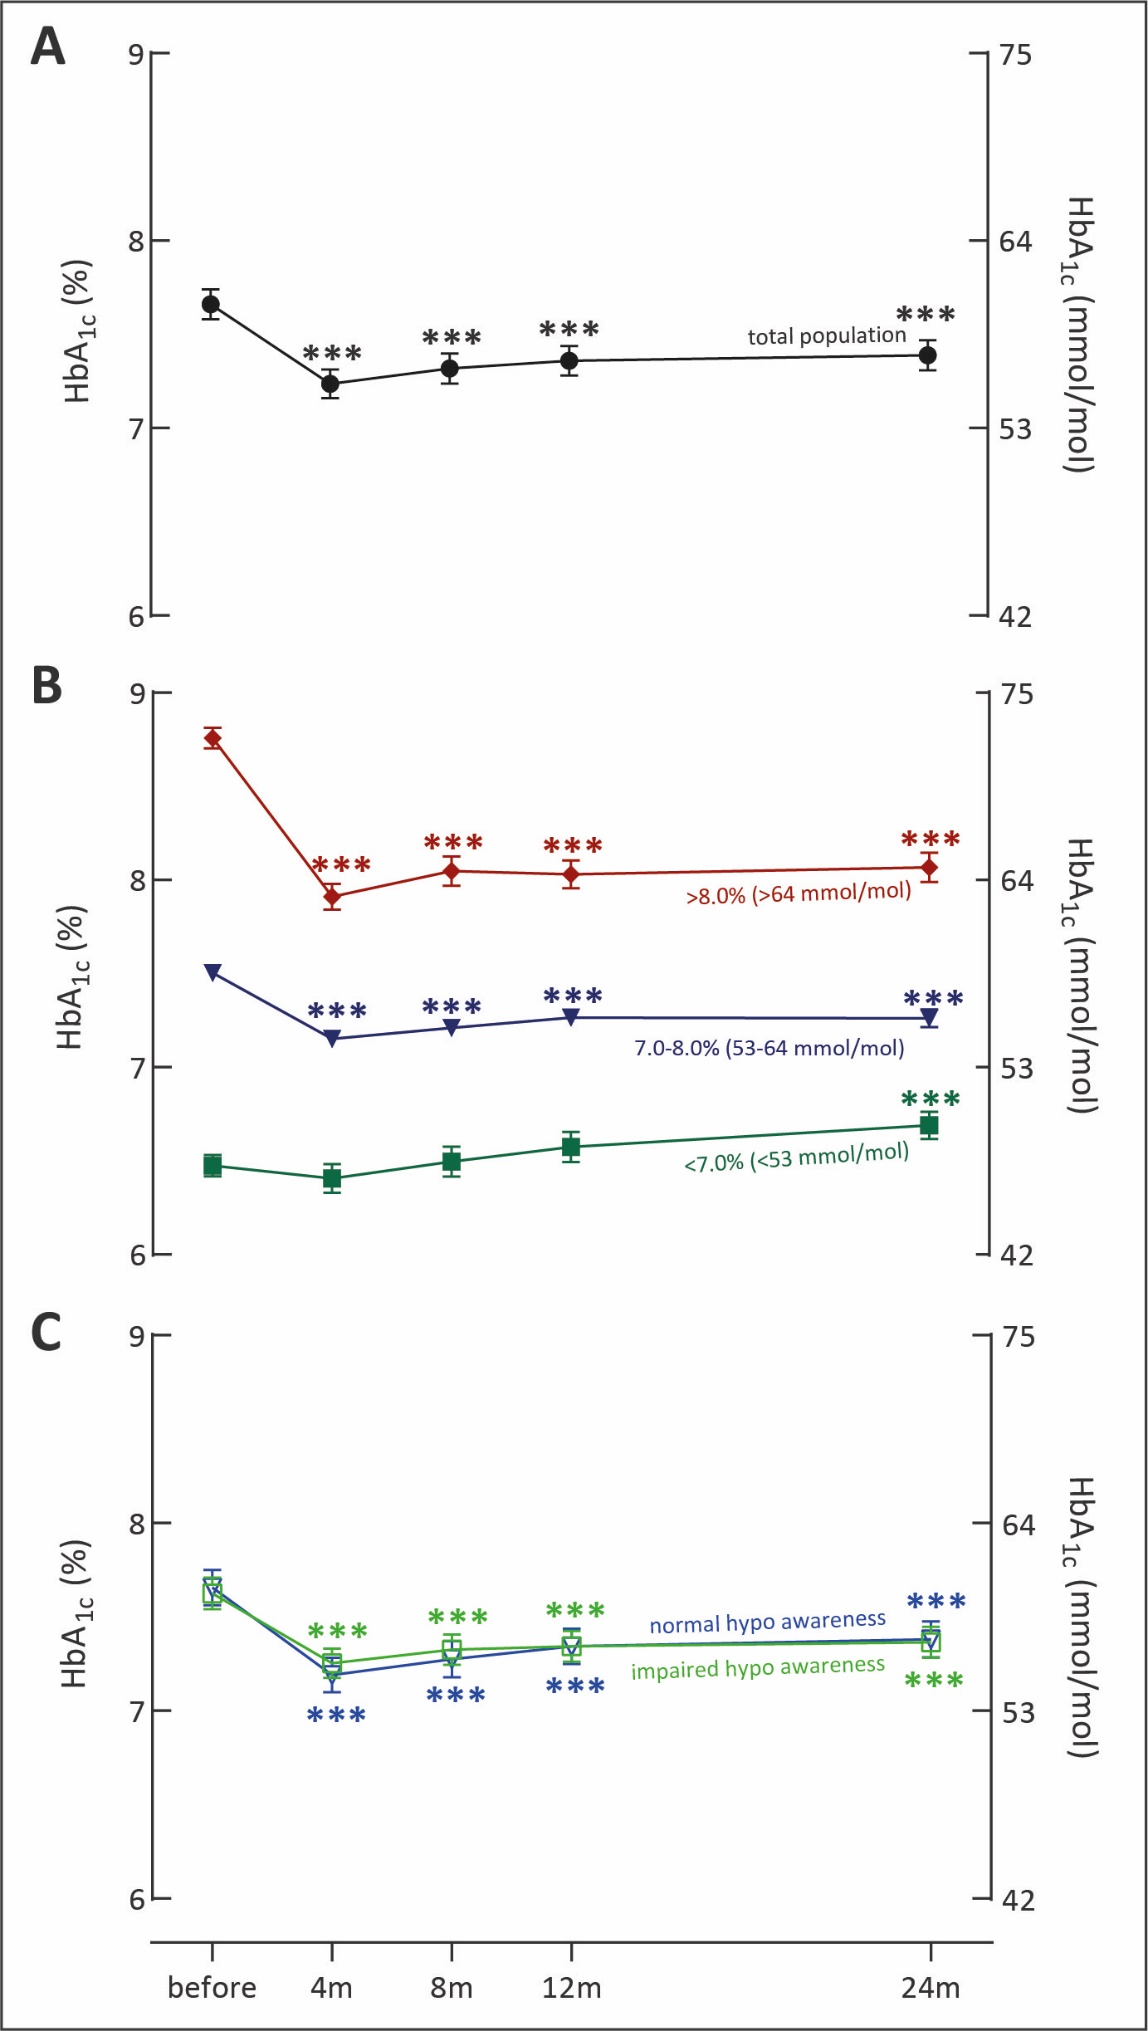 A
9
8
7
6
HbA1c (%)
75
64
53
42
HbA1c (mmol/mol)
***
***
***
***
total population
B
9
8
7
6
HbA1c (%)
75
64
53
42
HbA1c (mmol/mol)
***
***
***
***
>8.0% (>64 mmol/mol)
***
***
***
***
7.0-8.0% (53-64 mmol/mol)
***
<7.0% (<53 mmol/mol)
C
9
8
7
6
HbA1c (%)
75
64
53
42
HbA1c (mmol/mol)
***
***
***
***
normal hypo awareness
impaired hypo awareness
***
***
***
***
before 4m 8m 12m 24m